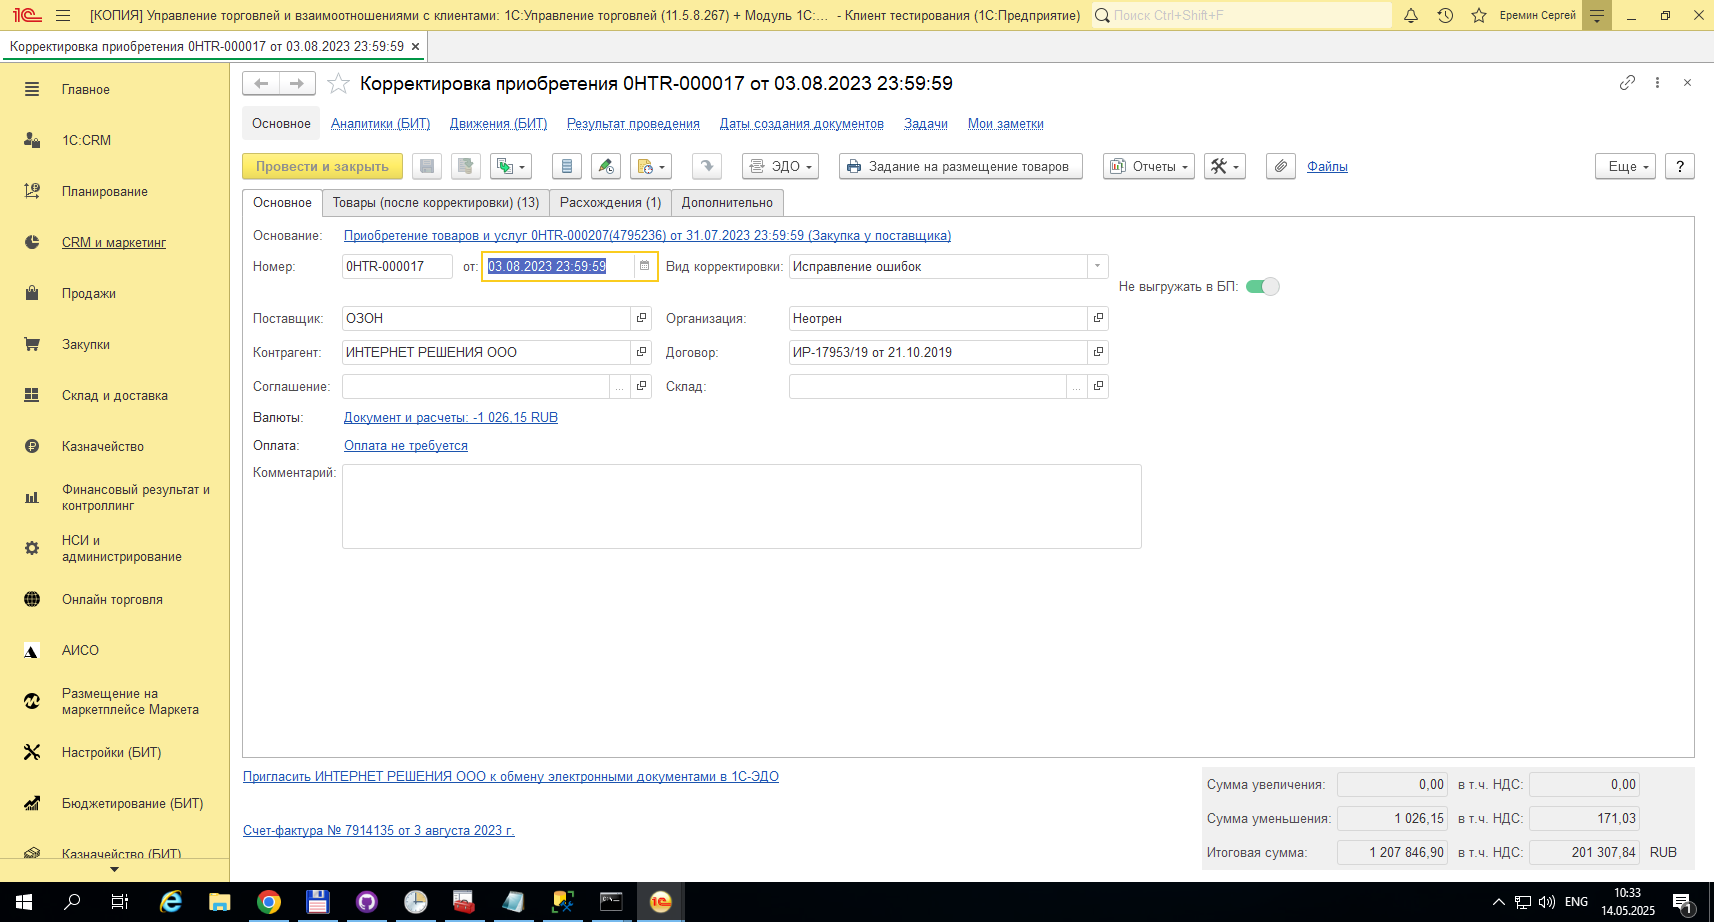 [КОПИЯ] Управление торговлей и взаимоотношениями с клиентами: 1С:Управление торговлей (11.5.8.267) + Модуль 1С:... - Клиент тестирования (1С:Предприятие)
Поиск Ctrl+Shift+F
Еремин Сергей
Корректировка приобретения 0HTR-000017 от 03.08.2023 23:59:59
Главное
1С:CRM
Планирование
CRM и маркетинг
Продажи
Закупки
Склад и доставка
Казначейство
Финансовый результат и
контроллинг
НСИ и
администрирование
Онлайн торговля
АИСО
Размещение на
маркетплейсе Маркета
Настройки (БИТ)
Бюджетирование (БИТ)
Казначейство (БИТ)
Корректировка приобретения 0HTR-000017 от 03.08.2023 23:59:59
Основное Аналитики (БИТ) Движения (БИТ) Результат проведения Даты создания документов Задачи Мои заметки
Провести и закрыть ЭДО Задание на размещение товаров Отчеты Файлы Еще ?
Основное Товары (после корректировки) (13) Расхождения (1) Дополнительно
Основание: Приобретение товаров и услуг 0HTR-000207(4795236) от 31.07.2023 23:59:59 (Закупка у поставщика)
Номер: 0HTR-000017 от: 03.08.2023 23:59:59 Вид корректировки: Исправление ошибок
Не выгружать в БП:
Поставщик: ОЗОН Организация: Неотрен
Контрагент: ИНТЕРНЕТ РЕШЕНИЯ ООО Договор: ИР-17953/19 от 21.10.2019
Соглашение: ... Склад: ...
Валюты: Документ и расчеты: -1 026,15 RUB
Оплата: Оплата не требуется
Комментарий:
Пригласить ИНТЕРНЕТ РЕШЕНИЯ ООО к обмену электронными документами в 1С-ЭДО
Счет-фактура № 7914135 от 3 августа 2023 г.
Сумма увеличения: 0,00 в т.ч. НДС: 0,00
Сумма уменьшения: 1 026,15 в т.ч. НДС: 171,03
Итоговая сумма: 1 207 846,90 в т.ч. НДС: 201 307,84 RUB
ENG
10:33
14.05.2025
1